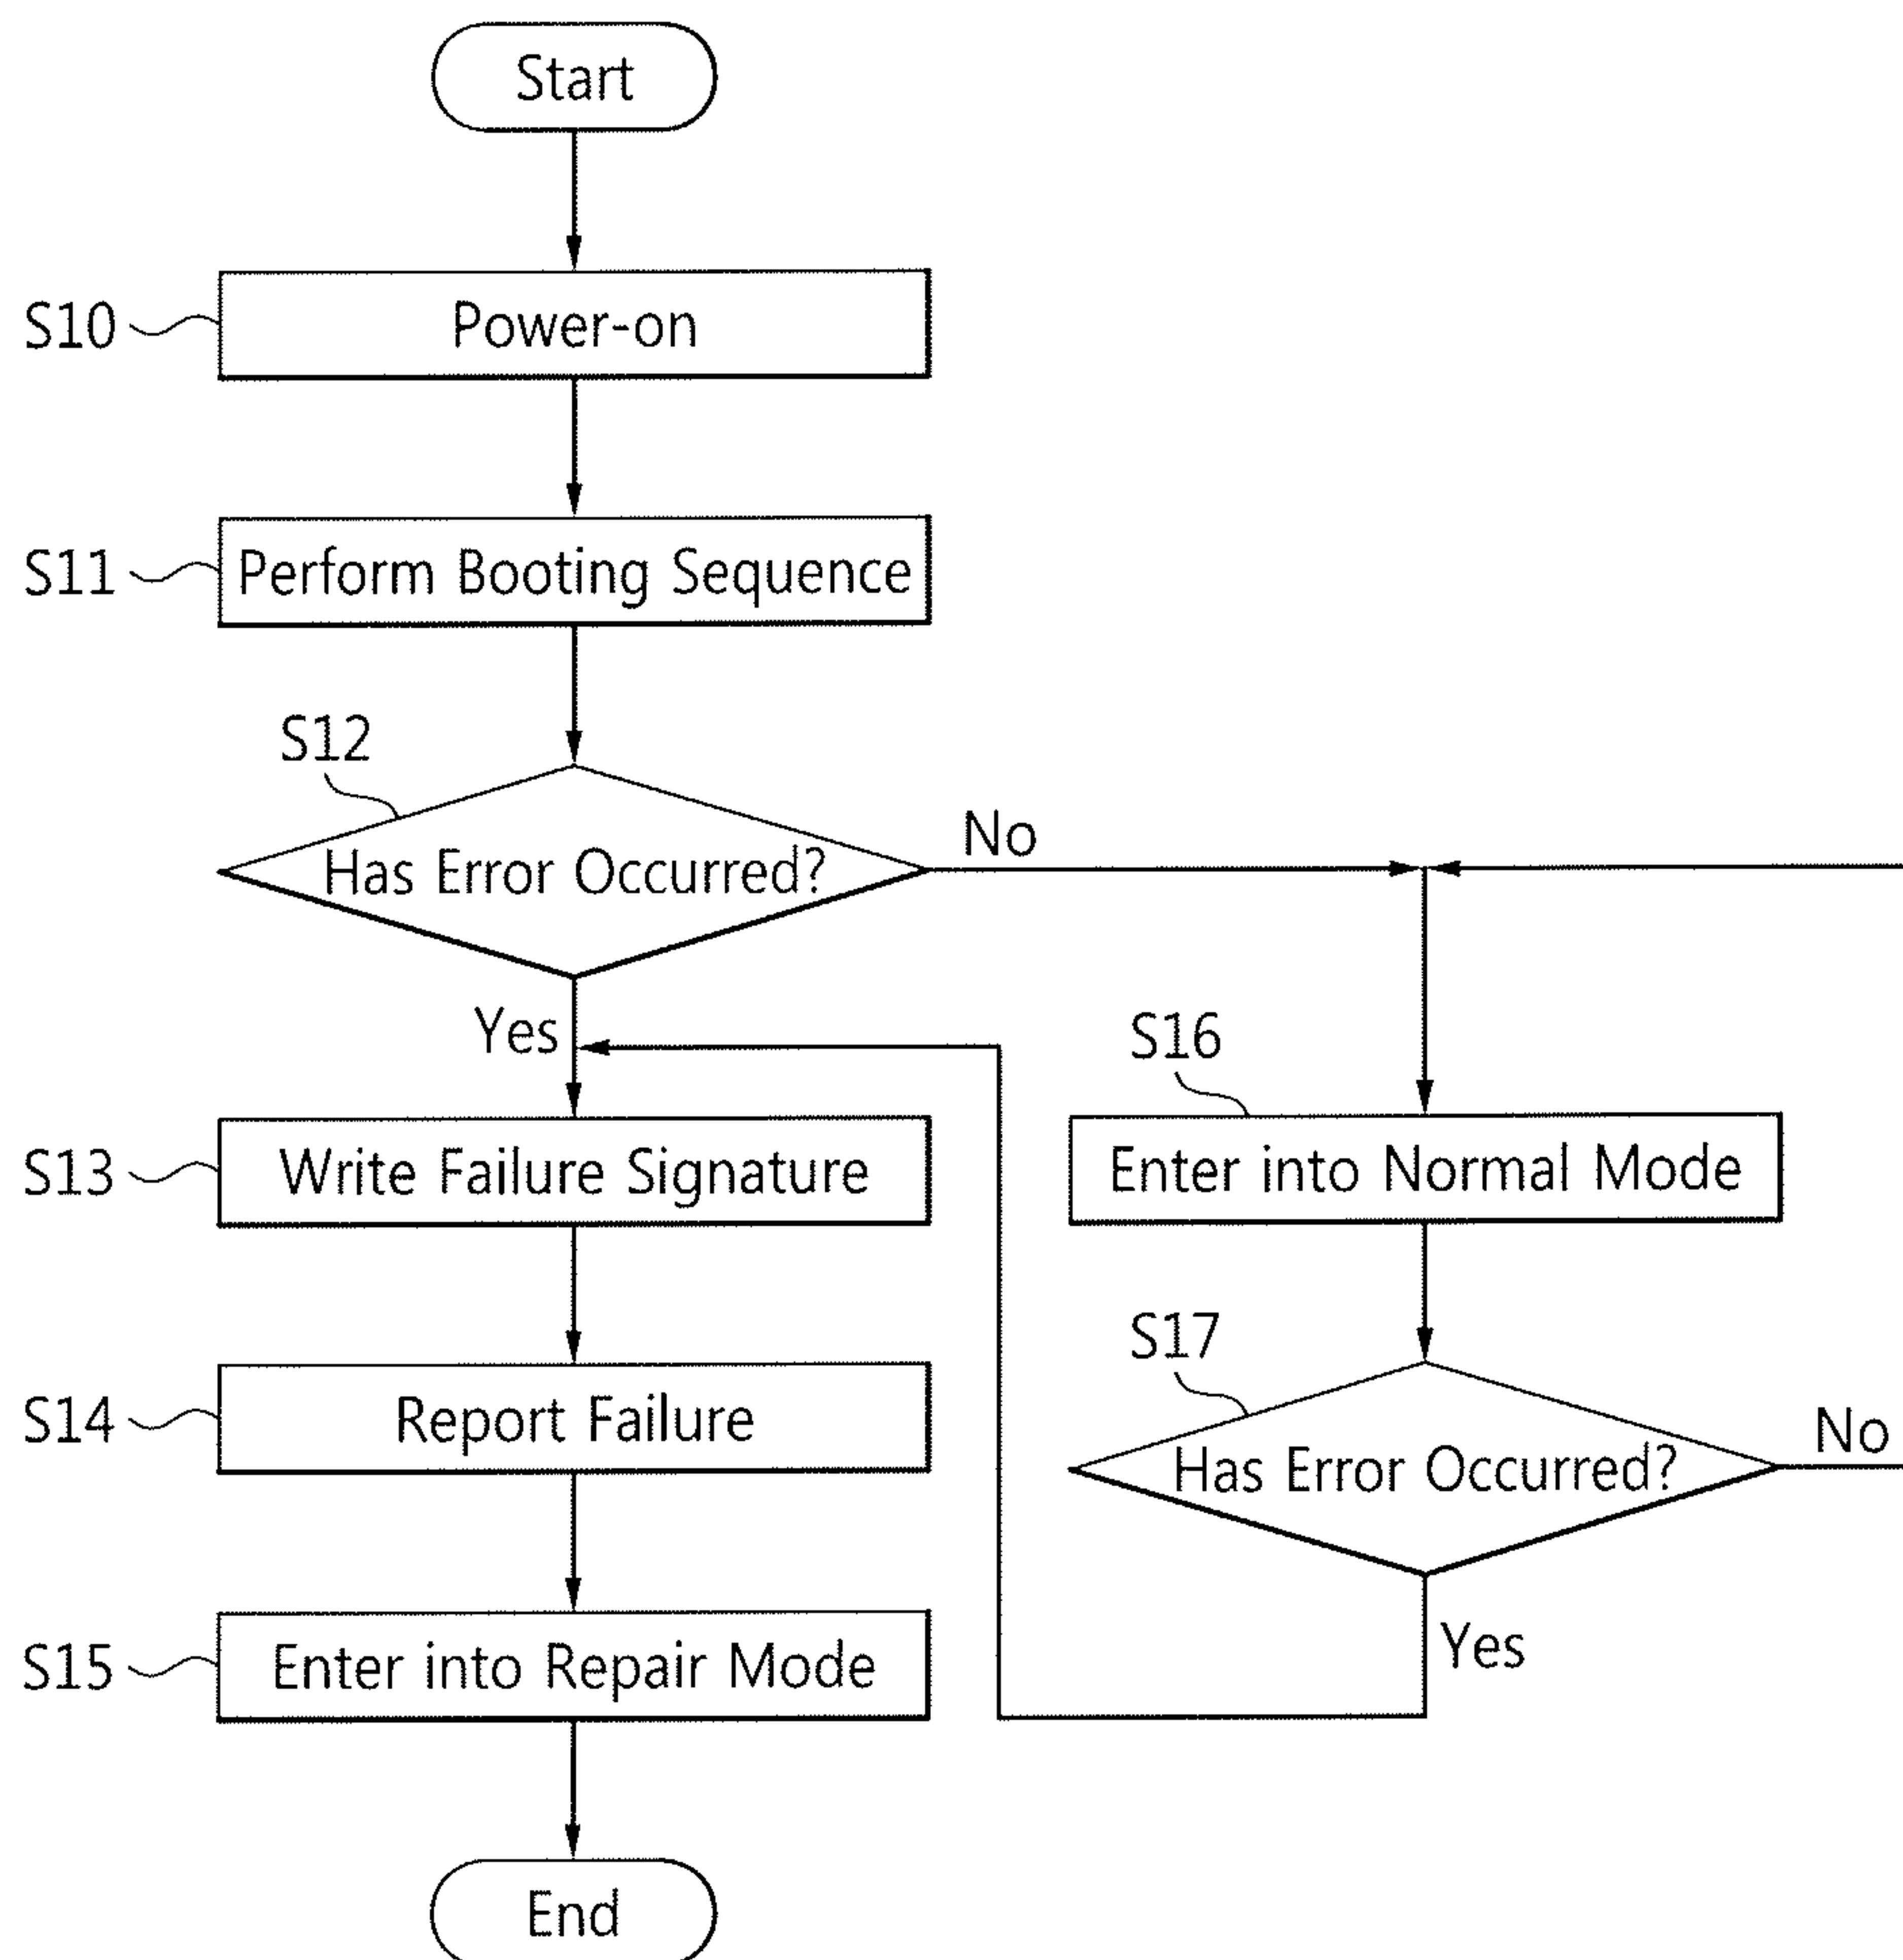 Start
S10
Power-on
S11
Perform Booting Sequence
S12
Has Error Occurred?
No
Yes
S13
Write Failure Signature
S14
Report Failure
S15
Enter into Repair Mode
End
S16
Enter into Normal Mode
S17
Has Error Occurred?
No
Yes